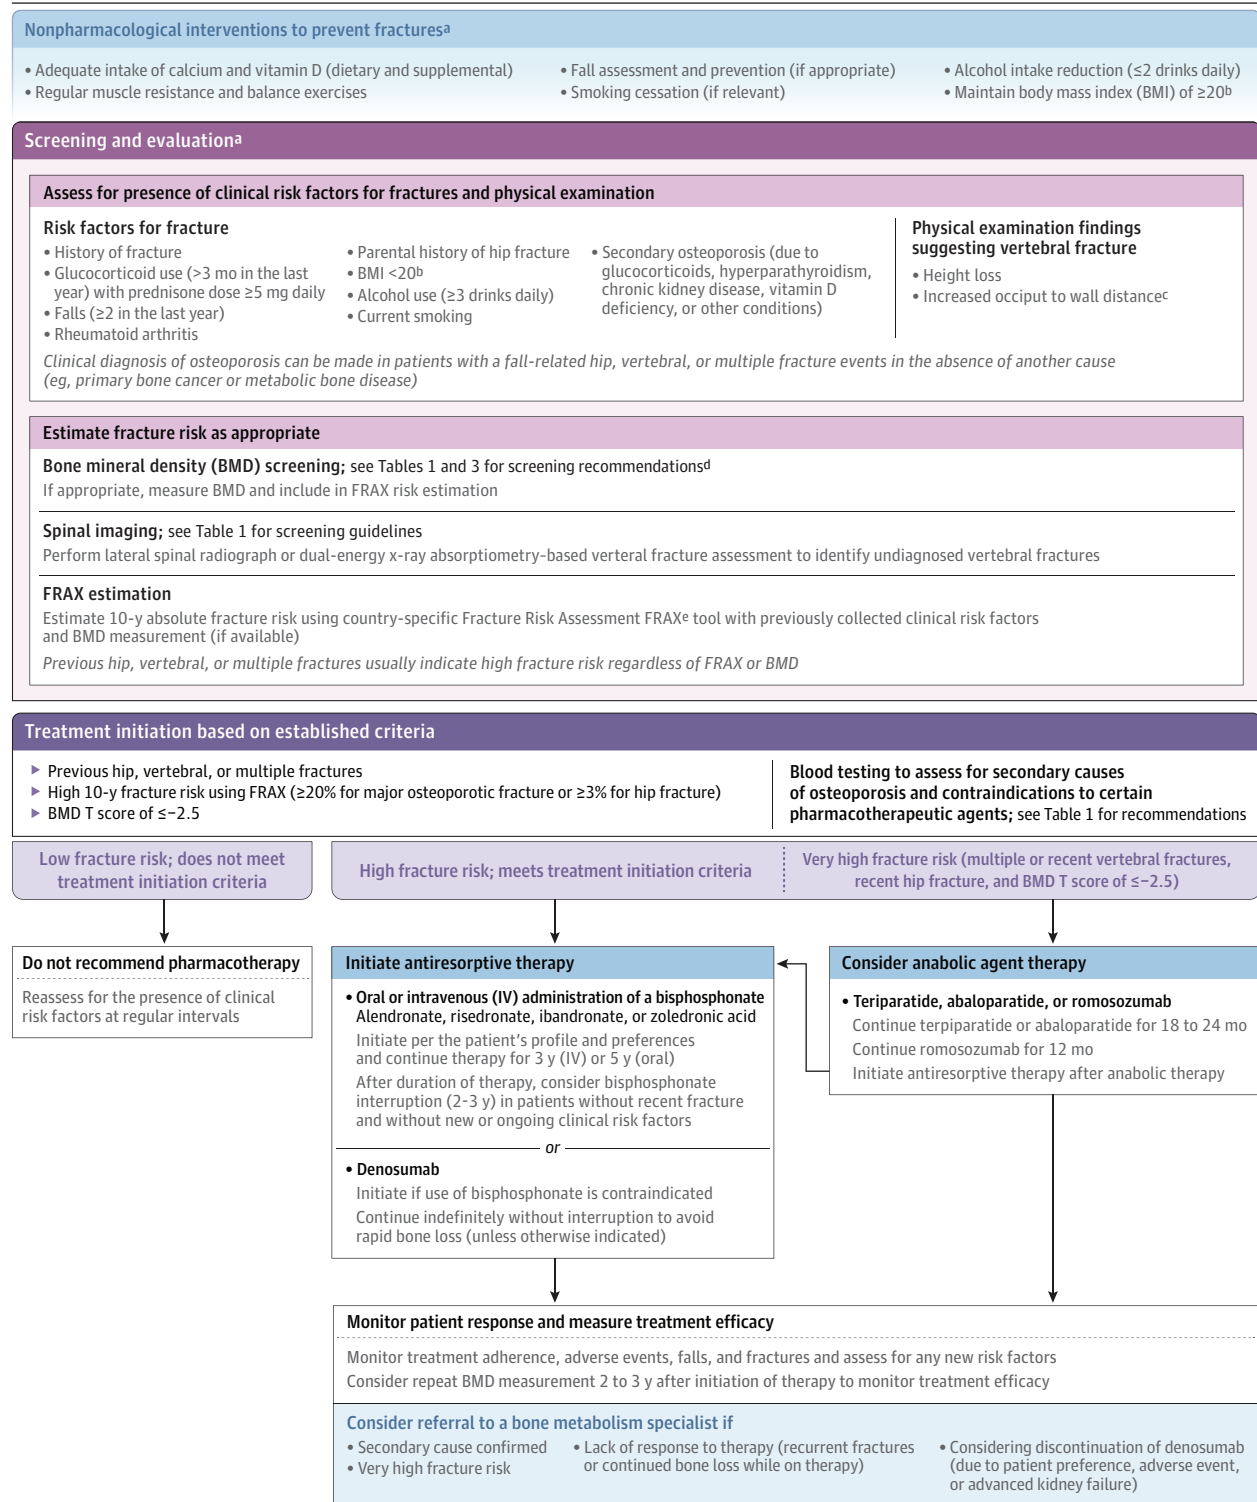 Nonpharmacological interventions to prevent fracturesa
• Adequate intake of calcium and vitamin D (dietary and supplemental)
• Regular muscle resistance and balance exercises
• Fall assessment and prevention (if appropriate)
• Smoking cessation (if relevant)
• Alcohol intake reduction (≤2 drinks daily)
• Maintain body mass index (BMI) of ≥20b
Screening and evaluationa
Assess for presence of clinical risk factors for fractures and physical examination
Risk factors for fracture
• History of fracture
• Glucocorticoid use (>3 mo in the last
year) with prednisone dose ≥5 mg daily
• Falls (≥2 in the last year)
• Rheumatoid arthritis
• Parental history of hip fracture
• BMI <20b
• Alcohol use (≥3 drinks daily)
• Current smoking
• Secondary osteoporosis (due to
glucocorticoids, hyperparathyroidism,
chronic kidney disease, vitamin D
deficiency, or other conditions)
Physical examination findings
suggesting vertebral fracture
• Height loss
• Increased occiput to wall distancec
Clinical diagnosis of osteoporosis can be made in patients with a fall-related hip, vertebral, or multiple fracture events in the absence of another cause
(eg, primary bone cancer or metabolic bone disease)
Estimate fracture risk as appropriate
Bone mineral density (BMD) screening; see Tables 1 and 3 for screening recommendationsd
If appropriate, measure BMD and include in FRAX risk estimation
Spinal imaging; see Table 1 for screening guidelines
Perform lateral spinal radiograph or dual-energy x-ray absorptiometry-based verteral fracture assessment to identify undiagnosed vertebral fractures
FRAX estimation
Estimate 10-y absolute fracture risk using country-specific Fracture Risk Assessment FRAXe tool with previously collected clinical risk factors
and BMD measurement (if available)
Previous hip, vertebral, or multiple fractures usually indicate high fracture risk regardless of FRAX or BMD
Treatment initiation based on established criteria
▶ Previous hip, vertebral, or multiple fractures
▶ High 10-y fracture risk using FRAX (≥20% for major osteoporotic fracture or ≥3% for hip fracture)
▶ BMD T score of ≤−2.5
Blood testing to assess for secondary causes
of osteoporosis and contraindications to certain
pharmacotherapeutic agents; see Table 1 for recommendations
Low fracture risk; does not meet
treatment initiation criteria
High fracture risk; meets treatment initiation criteria
Very high fracture risk (multiple or recent vertebral fractures,
recent hip fracture, and BMD T score of ≤−2.5)
Do not recommend pharmacotherapy
Reassess for the presence of clinical
risk factors at regular intervals
Initiate antiresorptive therapy
• Oral or intravenous (IV) administration of a bisphosphonate
Alendronate, risedronate, ibandronate, or zoledronic acid
Initiate per the patient's profile and preferences
and continue therapy for 3 y (IV) or 5 y (oral)
After duration of therapy, consider bisphosphonate
interruption (2-3 y) in patients without recent fracture
and without new or ongoing clinical risk factors
or
• Denosumab
Initiate if use of bisphosphonate is contraindicated
Continue indefinitely without interruption to avoid
rapid bone loss (unless otherwise indicated)
Consider anabolic agent therapy
• Teriparatide, abaloparatide, or romosozumab
Continue terpiparatide or abaloparatide for 18 to 24 mo
Continue romosozumab for 12 mo
Initiate antiresorptive therapy after anabolic therapy
Monitor patient response and measure treatment efficacy
Monitor treatment adherence, adverse events, falls, and fractures and assess for any new risk factors
Consider repeat BMD measurement 2 to 3 y after initiation of therapy to monitor treatment efficacy
Consider referral to a bone metabolism specialist if
• Secondary cause confirmed
• Very high fracture risk
• Lack of response to therapy (recurrent fractures
or continued bone loss while on therapy)
• Considering discontinuation of denosumab
(due to patient preference, adverse event,
or advanced kidney failure)